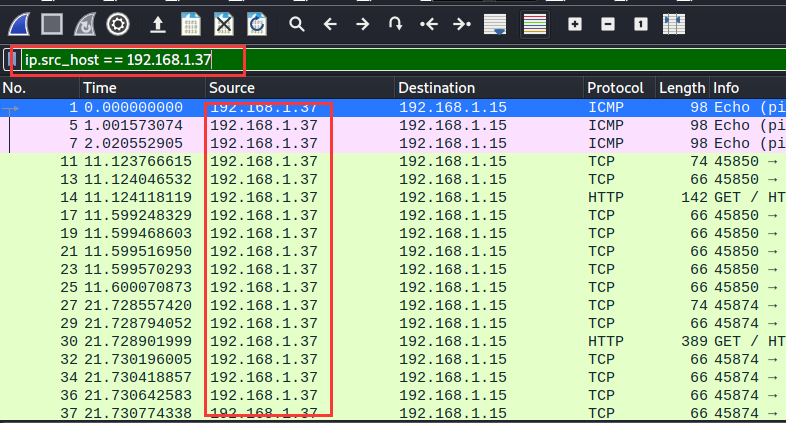 ip.src_host == 192.168.1.37
No. Time Source Destination Protocol Length Info
1 0.000000000 192.168.1.37 192.168.1.15 ICMP 98 Echo (pi
5 1.001573074 192.168.1.37 192.168.1.15 ICMP 98 Echo (pi
7 2.020552905 192.168.1.37 192.168.1.15 ICMP 98 Echo (pi
11 11.123766615 192.168.1.37 192.168.1.15 TCP 74 45850 →
13 11.124046532 192.168.1.37 192.168.1.15 TCP 66 45850 →
14 11.124118119 192.168.1.37 192.168.1.15 HTTP 142 GET / HT
17 11.599248329 192.168.1.37 192.168.1.15 TCP 66 45850 →
19 11.599468603 192.168.1.37 192.168.1.15 TCP 66 45850 →
21 11.599516950 192.168.1.37 192.168.1.15 TCP 66 45850 →
23 11.599570293 192.168.1.37 192.168.1.15 TCP 66 45850 →
25 11.600070873 192.168.1.37 192.168.1.15 TCP 66 45850 →
27 21.728557420 192.168.1.37 192.168.1.15 TCP 74 45874 →
29 21.728794052 192.168.1.37 192.168.1.15 TCP 66 45874 →
30 21.728901999 192.168.1.37 192.168.1.15 HTTP 389 GET / HT
32 21.730196005 192.168.1.37 192.168.1.15 TCP 66 45874 →
34 21.730418857 192.168.1.37 192.168.1.15 TCP 66 45874 →
36 21.730642583 192.168.1.37 192.168.1.15 TCP 66 45874 →
37 21.730774338 192.168.1.37 192.168.1.15 TCP 66 45874 →